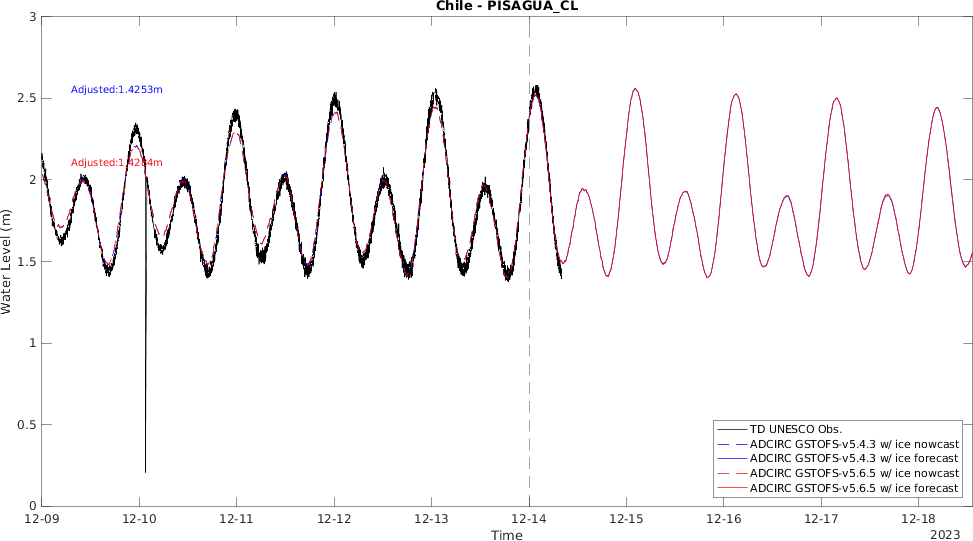 Chile - PISAGUA_CL
Water Level (m)
3
2.5
2
1.5
1
0.5
0
Adjusted:1.4253m
Adjusted:1.4284m
TD UNESCO Obs.
ADCIRC GSTOFS-v5.4.3 w/ ice nowcast
ADCIRC GSTOFS-v5.4.3 w/ ice forecast
ADCIRC GSTOFS-v5.6.5 w/ ice nowcast
ADCIRC GSTOFS-v5.6.5 w/ ice forecast
12-09 12-10 12-11 12-12 12-13 12-14 12-15 12-16 12-17 12-18
Time
2023